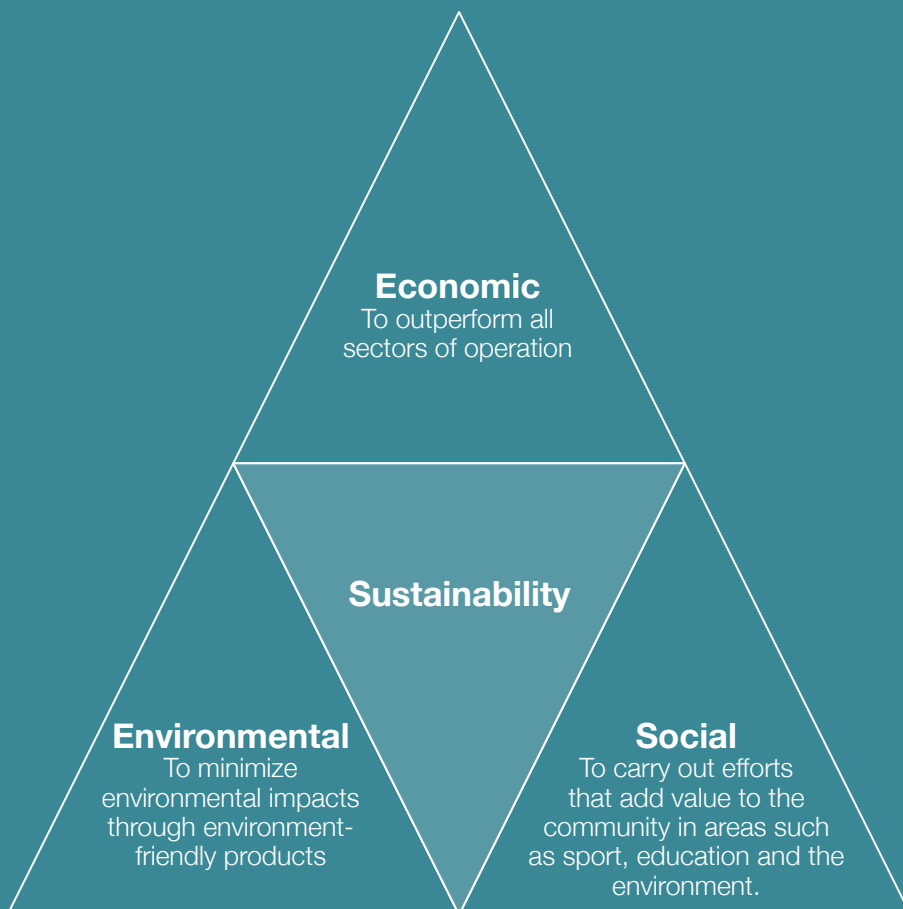 Economic
To outperform all
sectors of operation
Sustainability
Environmental
To minimize
environmental impacts
through environment-
friendly products
Social
To carry out efforts
that add value to the
community in areas such
as sport, education and the
environment.